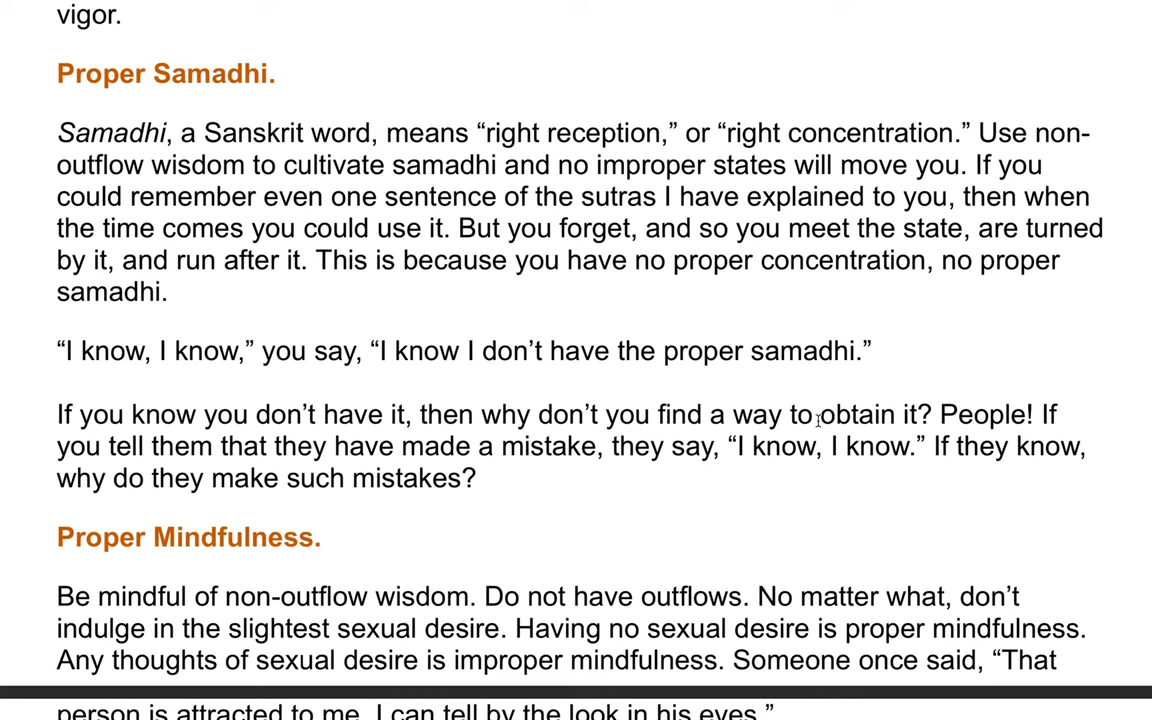 vigor.
Proper Samadhi.
Samadhi, a Sanskrit word, means “right reception,” or “right concentration.” Use non-
outflow wisdom to cultivate samadhi and no improper states will move you. If you
could remember even one sentence of the sutras I have explained to you, then when
the time comes you could use it. But you forget, and so you meet the state, are turned
by it, and run after it. This is because you have no proper concentration, no proper
samadhi.
“I know, I know,” you say, “I know I don’t have the proper samadhi.”
If you know you don’t have it, then why don’t you find a way to obtain it? People! If
you tell them that they have made a mistake, they say, “I know, I know.” If they know,
why do they make such mistakes?
Proper Mindfulness.
Be mindful of non-outflow wisdom. Do not have outflows. No matter what, don’t
indulge in the slightest sexual desire. Having no sexual desire is proper mindfulness.
Any thoughts of sexual desire is improper mindfulness. Someone once said, “That
person is attracted to me. I can tell by the look in his eyes.”